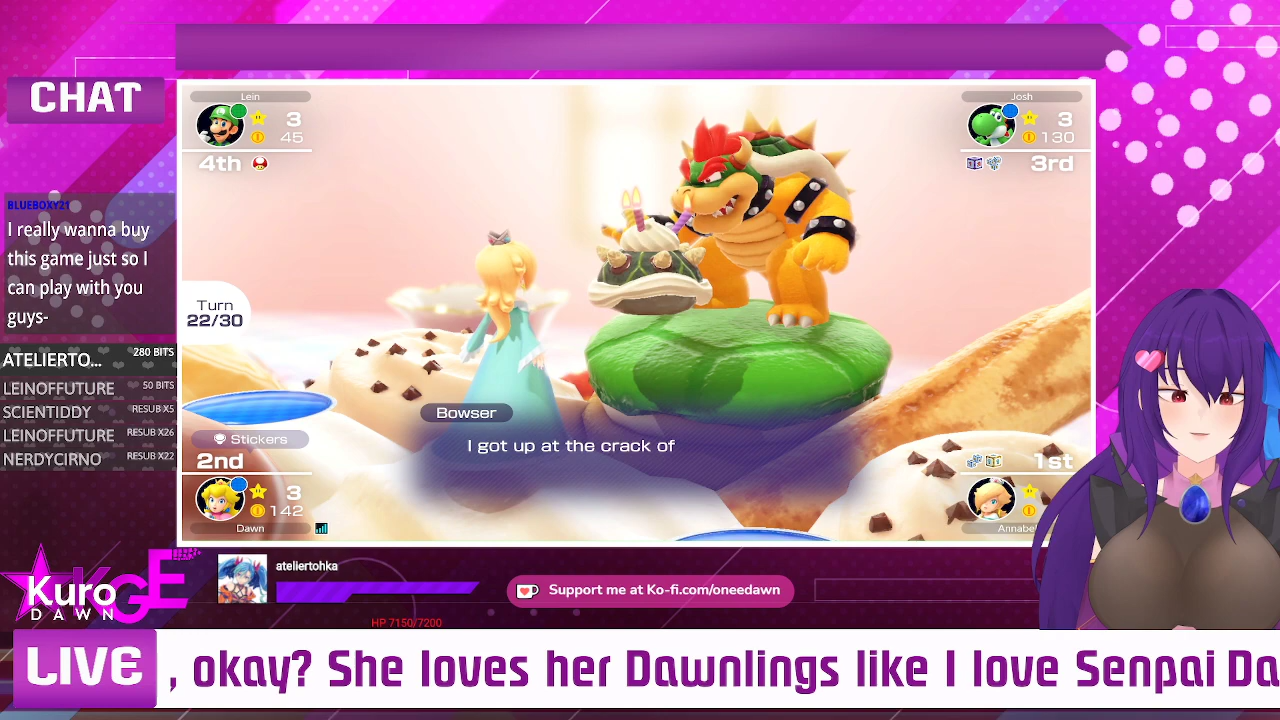 CHAT
Lein
3
45
4th
Josh
3
130
3rd
BLUEBOXY21
I really wanna buy
this game just so I
can play with you
guys-
Turn
22/30
ATELIERTO... 280 BITS
LEINOFFUTURE 50 BITS
SCIENTIDDY RESUB X5
LEINOFFUTURE RESUB X26
NERDYCIRNO RESUB X22
Bowser
I got up at the crack of
Stickers
2nd
3
142
Dawn
1st
Annabe
KGE
Kuro
DAWN
ateliertohka
HP 7150/7200
Support me at Ko-fi.com/oneedawn
LIVE
, okay? She loves her Dawnlings like I love Senpai Da